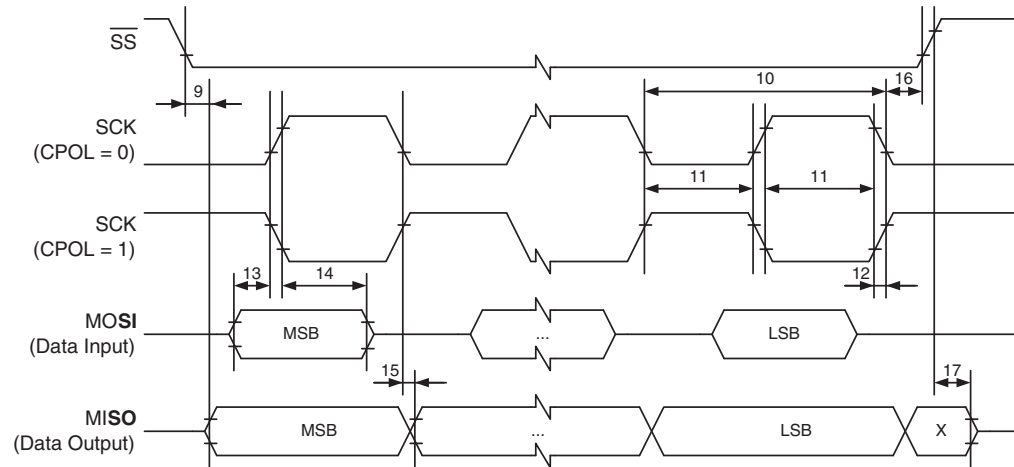 SS
9
10
16
SCK
(CPOL = 0)
11
11
SCK
(CPOL = 1)
13
14
12
MOSI
(Data Input)
MSB
...
LSB
15
17
MISO
(Data Output)
MSB
...
LSB
X